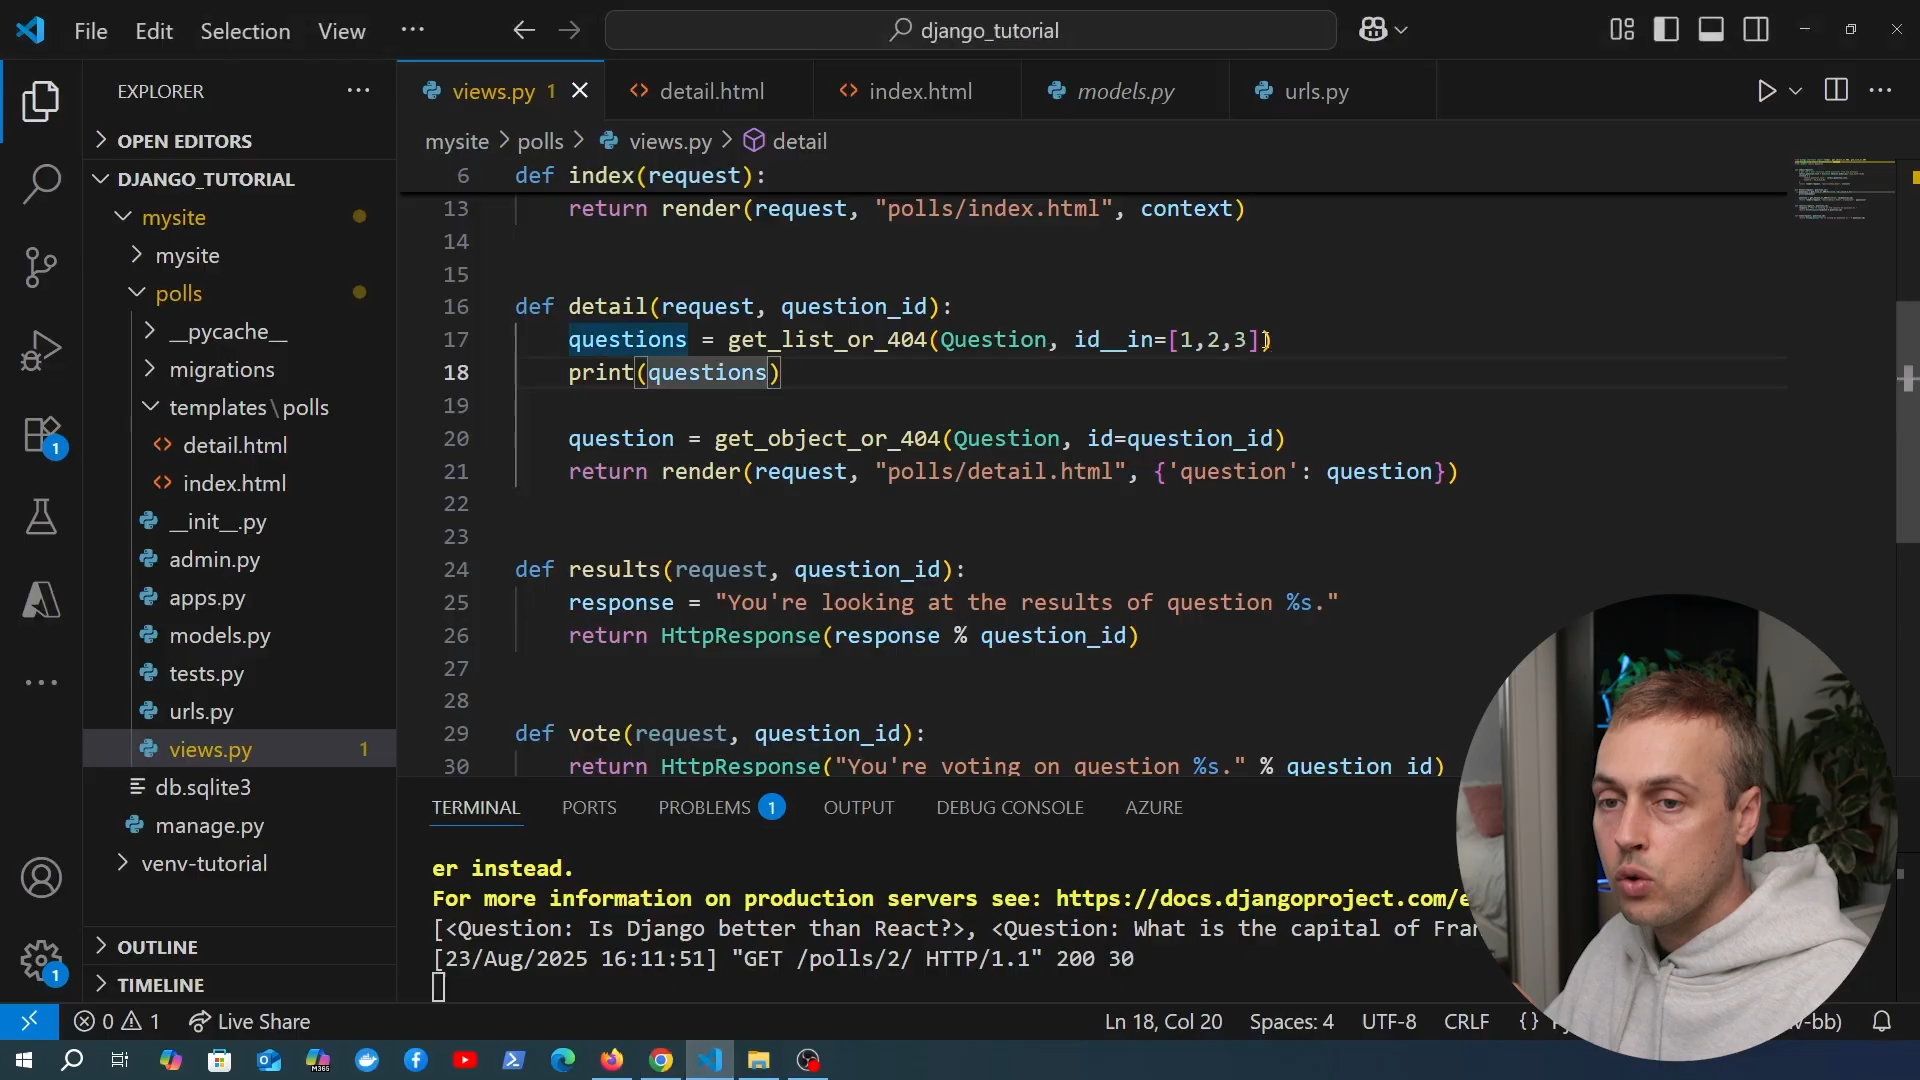 File Edit Selection View ··· django_tutorial
EXPLORER ···
OPEN EDITORS
DJANGO_TUTORIAL
mysite
mysite
polls
__pycache__
migrations
templates\polls
detail.html
index.html
__init__.py
admin.py
apps.py
models.py
tests.py
urls.py
views.py 1
db.sqlite3
manage.py
venv-tutorial
OUTLINE
TIMELINE
1
1
views.py 1 detail.html index.html models.py urls.py
mysite > polls > views.py > detail
6 def index(request):
13 return render(request, "polls/index.html", context)
14
15
16 def detail(request, question_id):
17 questions = get_list_or_404(Question, id__in=[1,2,3])
18 print(questions)
19
20 question = get_object_or_404(Question, id=question_id)
21 return render(request, "polls/detail.html", {'question': question})
22
23
24 def results(request, question_id):
25 response = "You're looking at the results of question %s."
26 return HttpResponse(response % question_id)
27
28
29 def vote(request, question_id):
30 return HttpResponse("You're voting on question %s." % question_id)
TERMINAL PORTS PROBLEMS 1 OUTPUT DEBUG CONSOLE AZURE
er instead.
For more information on production servers see: https://docs.djangoproject.com/e
[<Question: Is Django better than React?>, <Question: What is the capital of Fran
[23/Aug/2025 16:11:51] "GET /polls/2/ HTTP/1.1" 200 30
0 1 Live Share Ln 18, Col 20 Spaces: 4 UTF-8 CRLF {}
M365